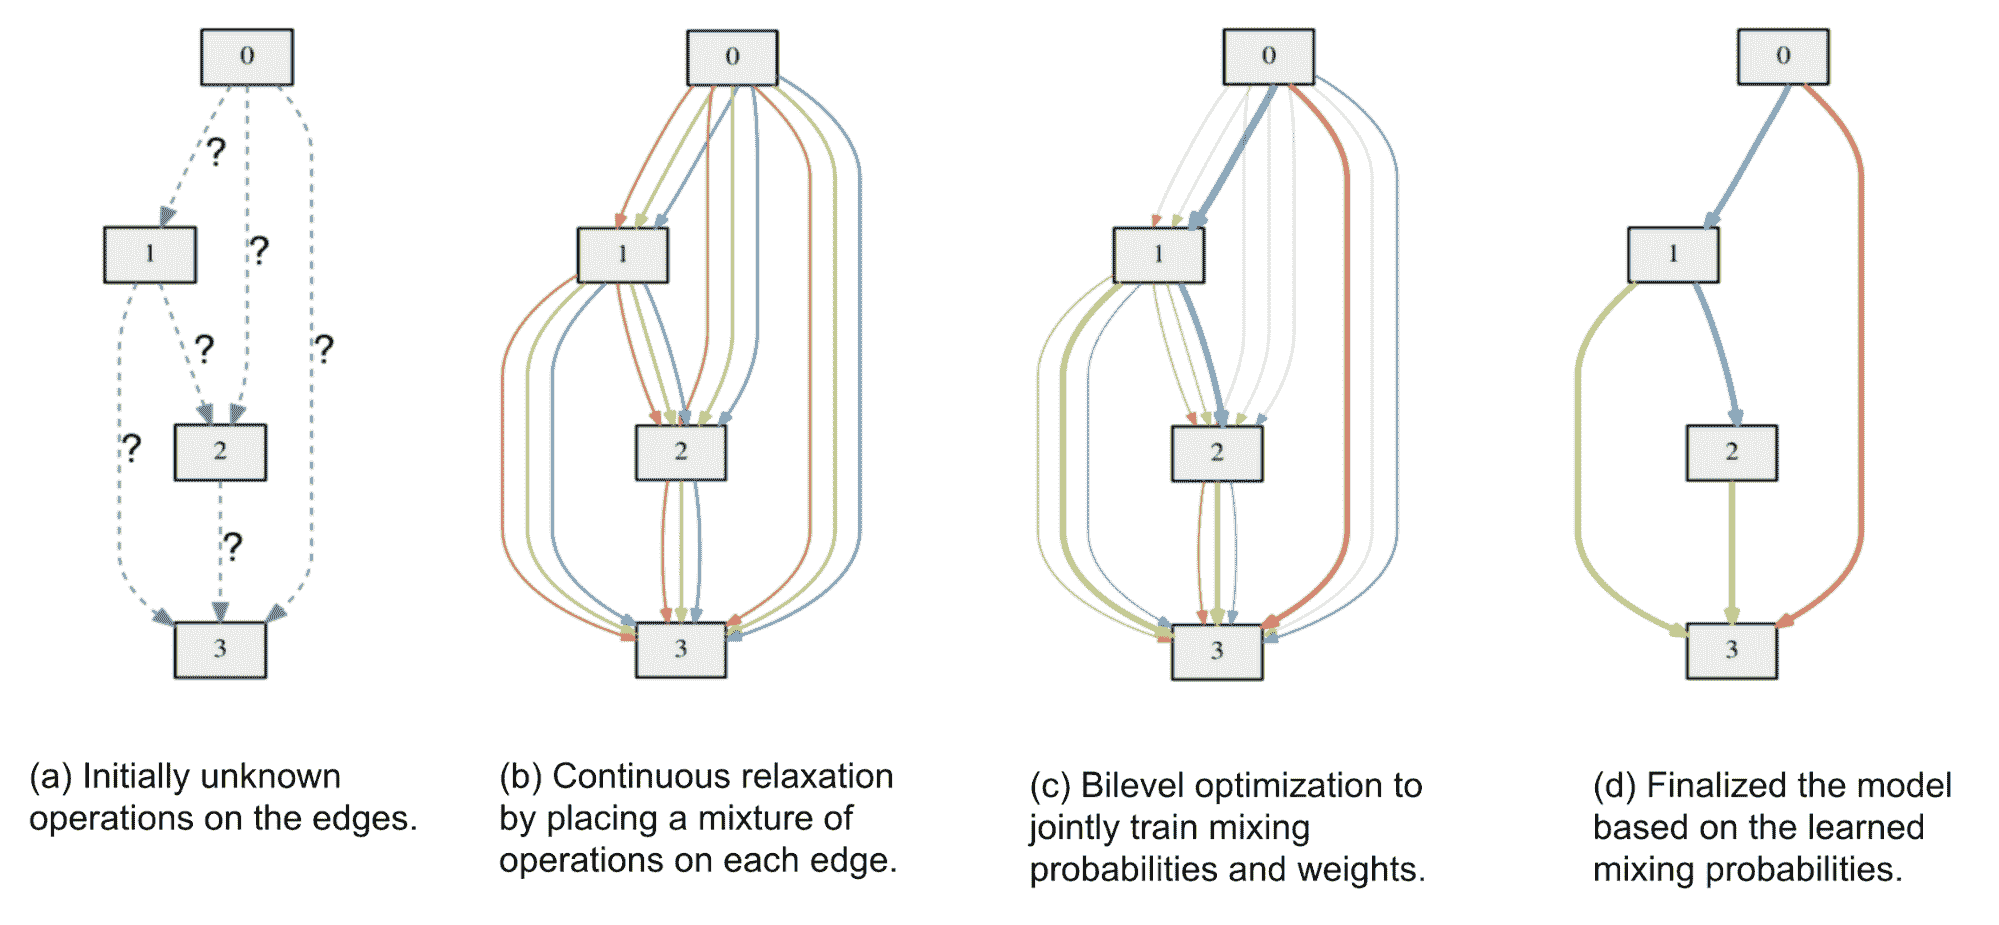 0
?
1
?
?
?
2
?
?
3
(a) Initially unknown
operations on the edges.
0
1
2
3
(b) Continuous relaxation
by placing a mixture of
operations on each edge.
0
1
2
3
(c) Bilevel optimization to
jointly train mixing
probabilities and weights.
0
1
2
3
(d) Finalized the model
based on the learned
mixing probabilities.